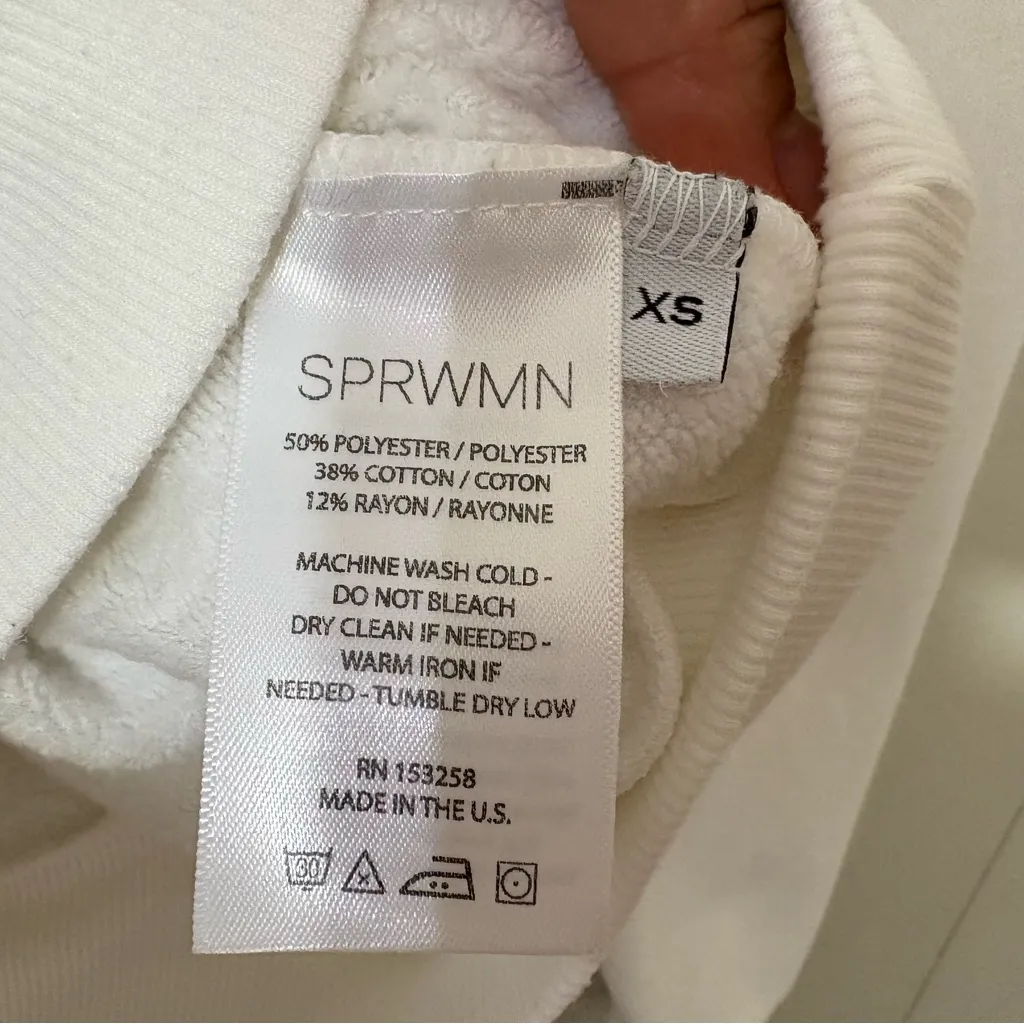 XS
SPRWMN
50% POLYESTER / POLYESTER
38% COTTON / COTON
12% RAYON / RAYONNE
MACHINE WASH COLD -
DO NOT BLEACH
DRY CLEAN IF NEEDED -
WARM IRON IF
NEEDED - TUMBLE DRY LOW
RN 153258
MADE IN THE U.S.
30